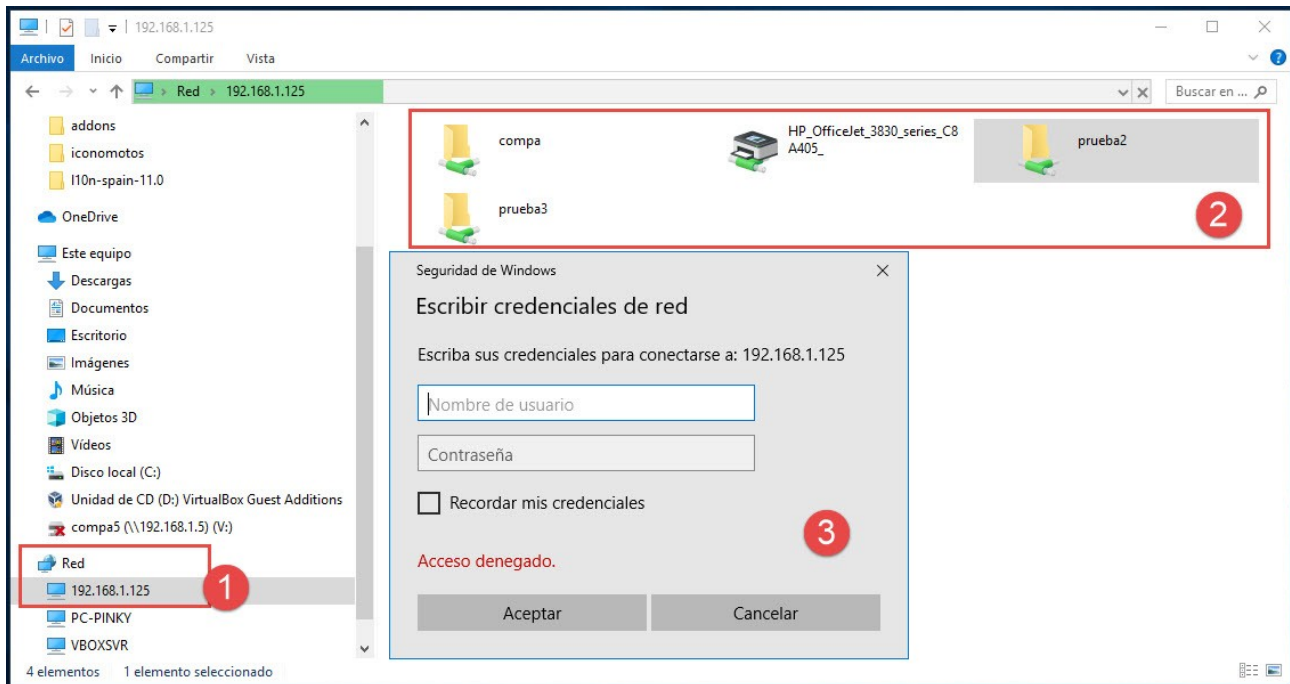 192.168.1.125
Archivo Inicio Compartir Vista
Red 192.168.1.125
Buscar en ...
addons
iconomotos
l10n-spain-11.0
OneDrive
Este equipo
Descargas
Documentos
Escritorio
Imágenes
Música
Objetos 3D
Vídeos
Disco local (C:)
Unidad de CD (D:) VirtualBox Guest Additions
compa5 (\\192.168.1.5) (V:)
Red
192.168.1.125
PC-PINKY
VBOXSVR
1
compa
HP_OfficeJet_3830_series_C8
A405_
prueba2
prueba3
2
Seguridad de Windows
Escribir credenciales de red
Escriba sus credenciales para conectarse a: 192.168.1.125
Nombre de usuario
Contraseña
Recordar mis credenciales
3
Acceso denegado.
Aceptar Cancelar
4 elementos 1 elemento seleccionado